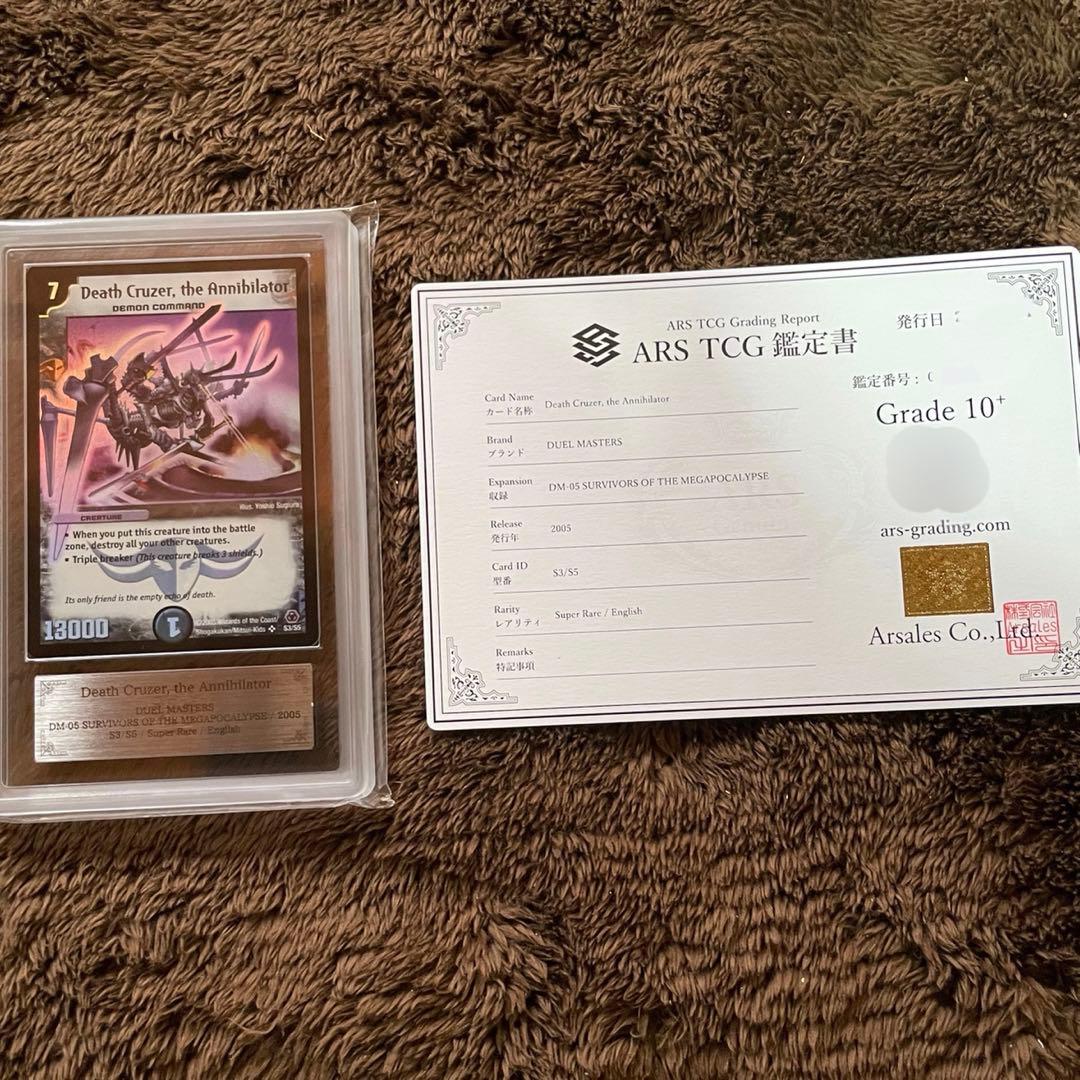 7
Death Cruzer, the Annihilator
DEMON COMMAND
Illus. Yoshio Sugiura
CREATURE
• When you put this creature into the battle
zone, destroy all your other creatures.
• Triple breaker (This creature breaks 3 shields.)
Its only friend is the empty echo of death.
13000
1
Wizards of the Coast/
Shogakukan/Mitsui-Kids
S3/S5
Death Cruzer, the Annihilator
DUEL MASTERS
DM-05 SURVIVORS OF THE MEGAPOCALYPSE / 2005
S3/S5 / Super Rare / English
ARS TCG Grading Report
ARS TCG 鑑定書
発行日
鑑定番号：
Grade 10+
Card Name
カード名称
Death Cruzer, the Annihilator
Brand
ブランド
DUEL MASTERS
Expansion
収録
DM-05 SURVIVORS OF THE MEGAPOCALYPSE
Release
発行年
2005
Card ID
型番
S3/S5
Rarity
レアリティ
Super Rare / English
Remarks
特記事項
ars-grading.com
Arsales Co.,Ltd.
Arsales